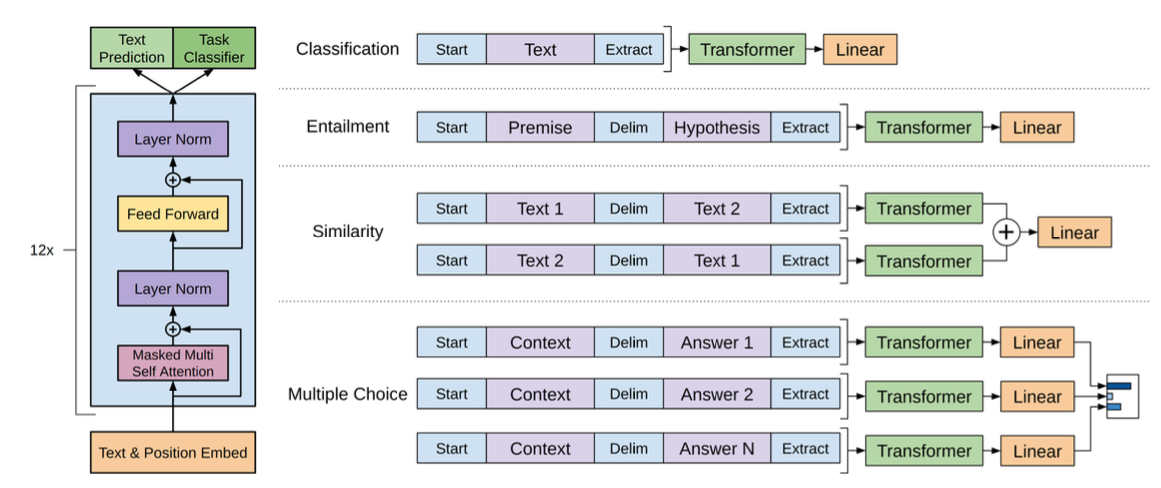 Text
Prediction
Task
Classifier
12x
Layer Norm
+
Feed Forward
Layer Norm
+
Masked Multi
Self Attention
Text & Position Embed
Classification
Start Text Extract Transformer Linear
Entailment
Start Premise Delim Hypothesis Extract Transformer Linear
Similarity
Start Text 1 Delim Text 2 Extract Transformer
+ Linear
Start Text 2 Delim Text 1 Extract Transformer
Multiple Choice
Start Context Delim Answer 1 Extract Transformer Linear
Start Context Delim Answer 2 Extract Transformer Linear
Start Context Delim Answer N Extract Transformer Linear